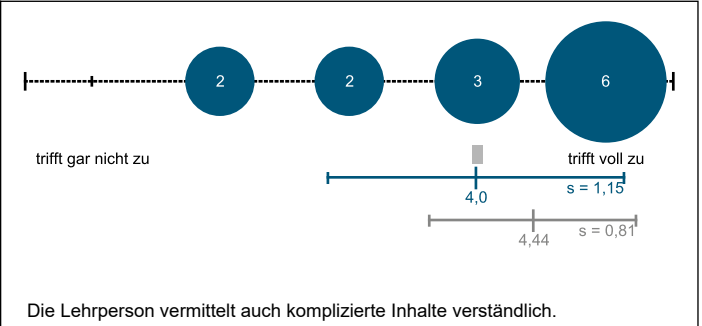 2 2 3 6
trifft gar nicht zu trifft voll zu
4,0 s = 1,15
4,44 s = 0,81
Die Lehrperson vermittelt auch komplizierte Inhalte verständlich.